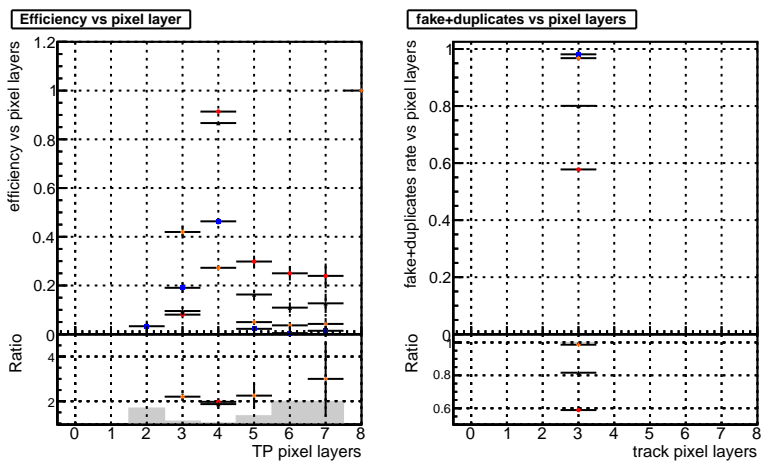 Efficiency vs pixel layer
efficiency vs pixel layers
1.2
1
0.8
0.6
0.4
0.2
0
Ratio
4
2
0 1 2 3 4 5 6 7 8
TP pixel layers
fake+duplicates vs pixel layers
fake+duplicates rate vs pixel layers
1
0.8
0.6
0.4
0.2
0
Ratio
1
0.8
0.6
0 1 2 3 4 5 6 7 8
track pixel layers